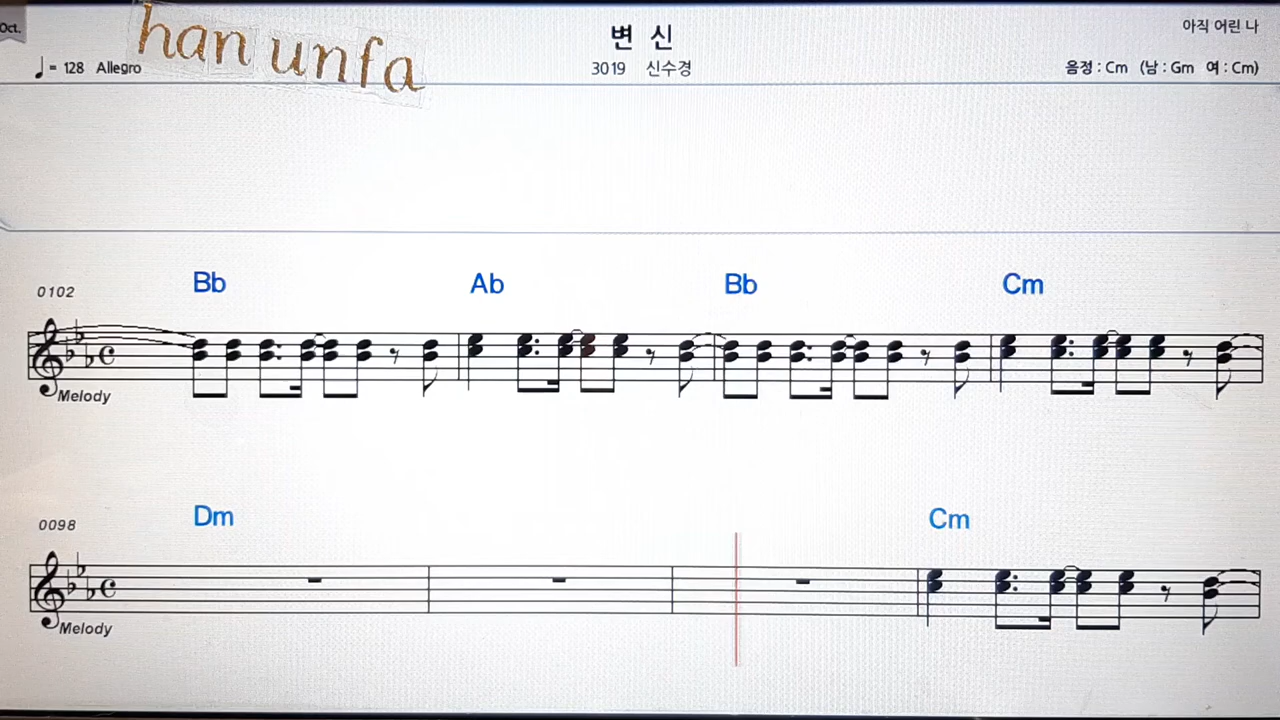 Oct.
han unfa
변 신
아직 어린 나
♩= 128 Allegro
3019 신수경
음정 : Cm (남 : Gm 여 : Cm)
Bb Ab Bb Cm
0102
Melody
Dm Cm
0098
Melody